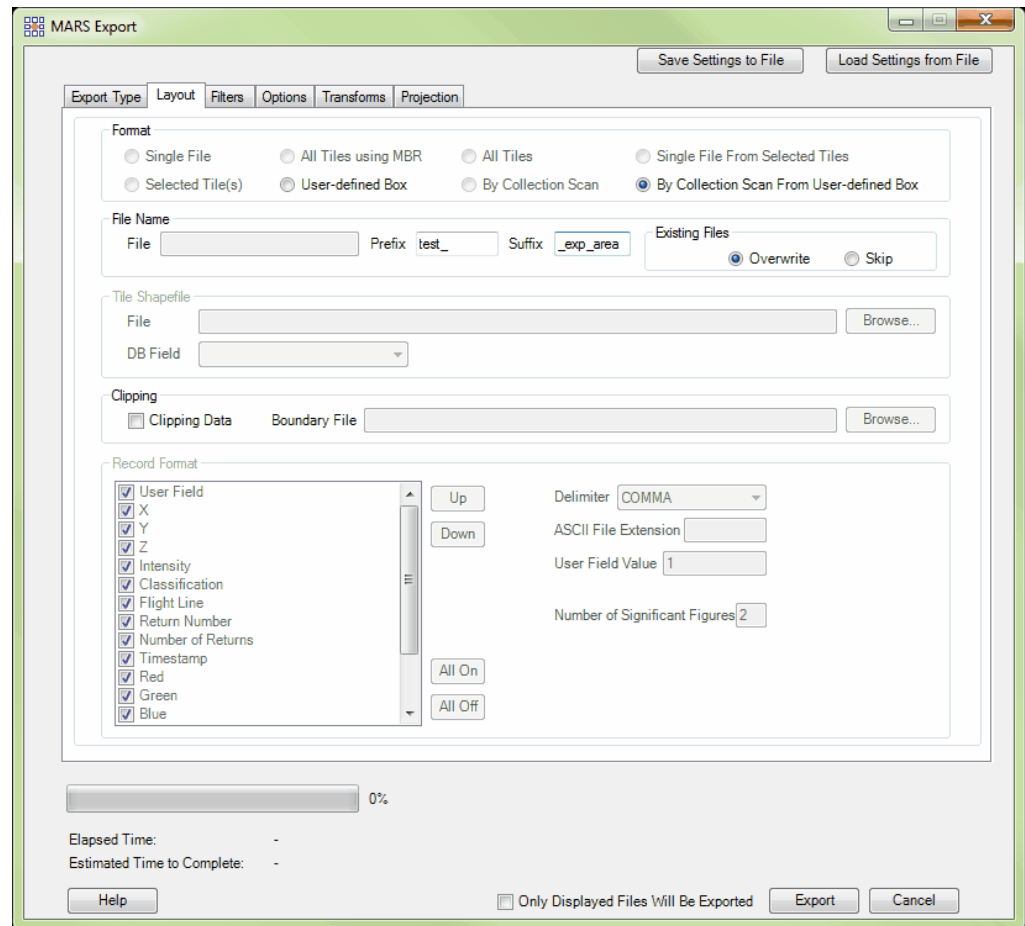 MARS Export
Save Settings to File Load Settings from File
Export Type Layout Filters Options Transforms Projection
Format
Single File All Tiles using MBR All Tiles Single File From Selected Tiles
Selected Tile(s) User-defined Box By Collection Scan By Collection Scan From User-defined Box
File Name
File Prefix test_ Suffix _exp_area Existing Files
Overwrite Skip
Tile Shapefile
File Browse...
DB Field
Clipping
Clipping Data Boundary File Browse...
Record Format
User Field Up Delimiter COMMA
X
Y Down ASCII File Extension
Z
Intensity User Field Value 1
Classification
Flight Line
Return Number Number of Significant Figures 2
Number of Returns
Timestamp
Red All On
Green
Blue All Off
0%
Elapsed Time: -
Estimated Time to Complete: -
Help Only Displayed Files Will Be Exported Export Cancel